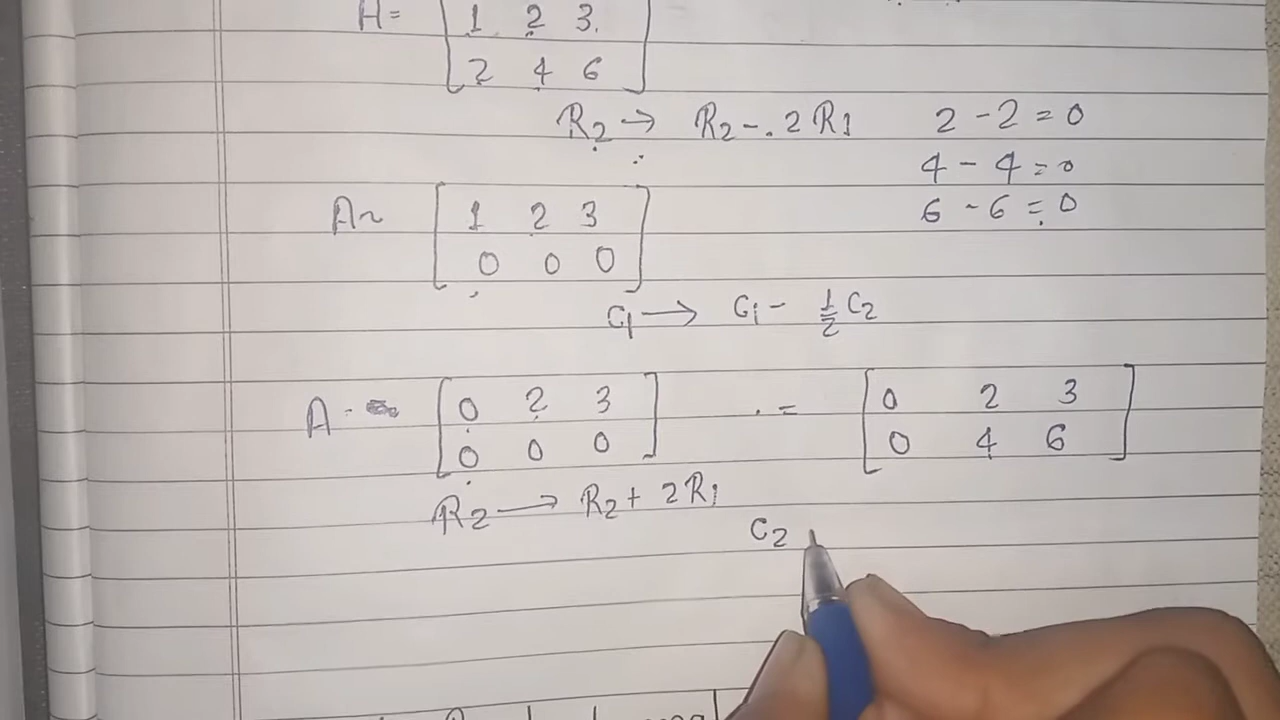 A = [ 1 2 3
2 4 6 ]
R2 → R2 - 2R1 2 - 2 = 0
4 - 4 = 0
A ~ [ 1 2 3 6 - 6 = 0
0 0 0 ]
C1 → C1 - 1/2 C2
A ~ [ 0 2 3 = [ 0 2 3
0 0 0 ] 0 4 6 ]
R2 → R2 + 2R1
C2